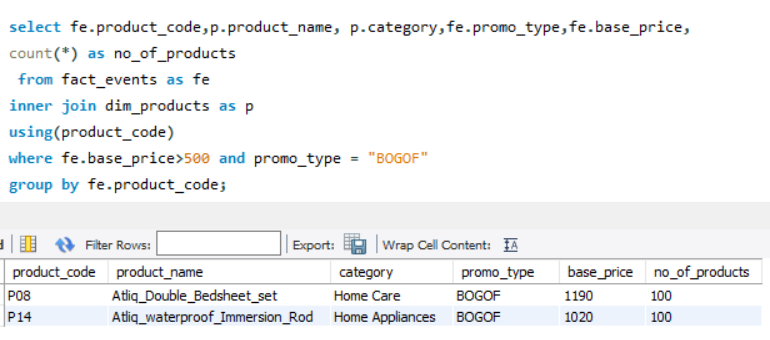 select fe.product_code,p.product_name, p.category,fe.promo_type,fe.base_price,
count(*) as no_of_products
from fact_events as fe
inner join dim_products as p
using(product_code)
where fe.base_price>500 and promo_type = "BOGOF"
group by fe.product_code;
Filter Rows: Export: Wrap Cell Content: IA
product_code product_name category promo_type base_price no_of_products
P08 Atliq_Double_Bedsheet_set Home Care BOGOF 1190 100
P14 Atliq_waterproof_Immersion_Rod Home Appliances BOGOF 1020 100